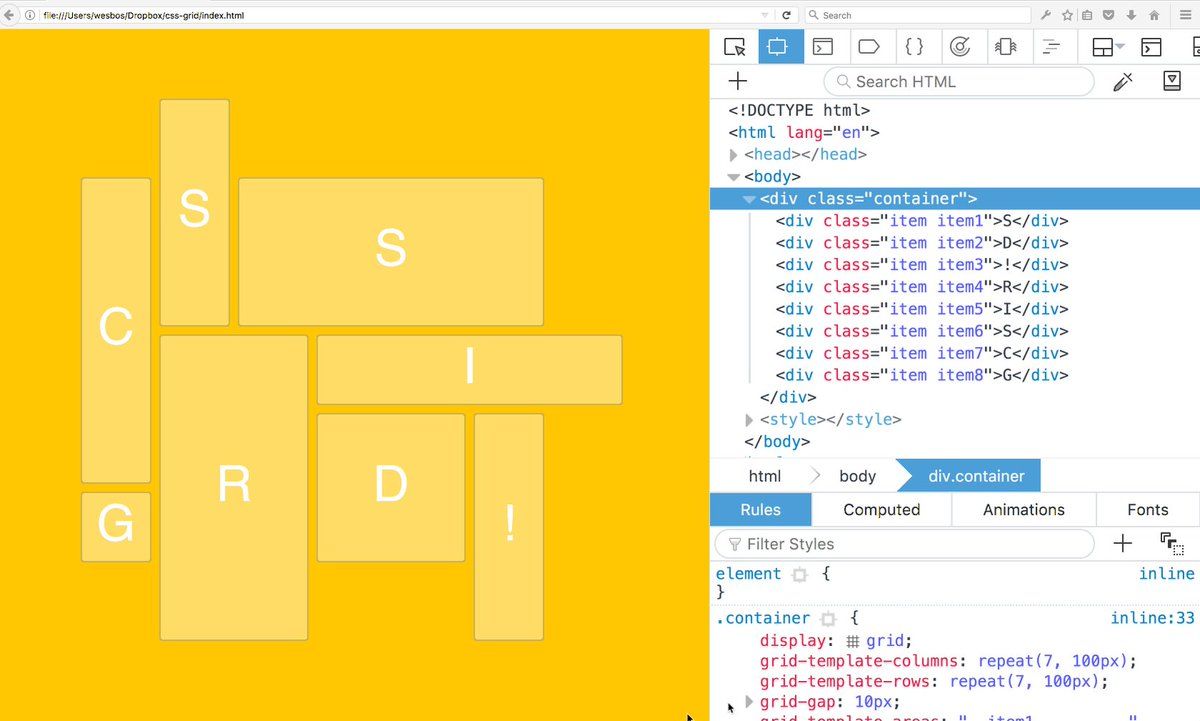 file:///Users/wesbos/Dropbox/css-grid/index.html
Search
S
C
S
I
R
D
G
!
Search HTML
<!DOCTYPE html>
<html lang="en">
<head></head>
<body>
<div class="container">
<div class="item item1">S</div>
<div class="item item2">D</div>
<div class="item item3">!</div>
<div class="item item4">R</div>
<div class="item item5">I</div>
<div class="item item6">S</div>
<div class="item item7">C</div>
<div class="item item8">G</div>
</div>
<style></style>
</body>
html body div.container
Rules Computed Animations Fonts
Filter Styles
element { inline
}
.container { inline:33
display: grid;
grid-template-columns: repeat(7, 100px);
grid-template-rows: repeat(7, 100px);
grid-gap: 10px;